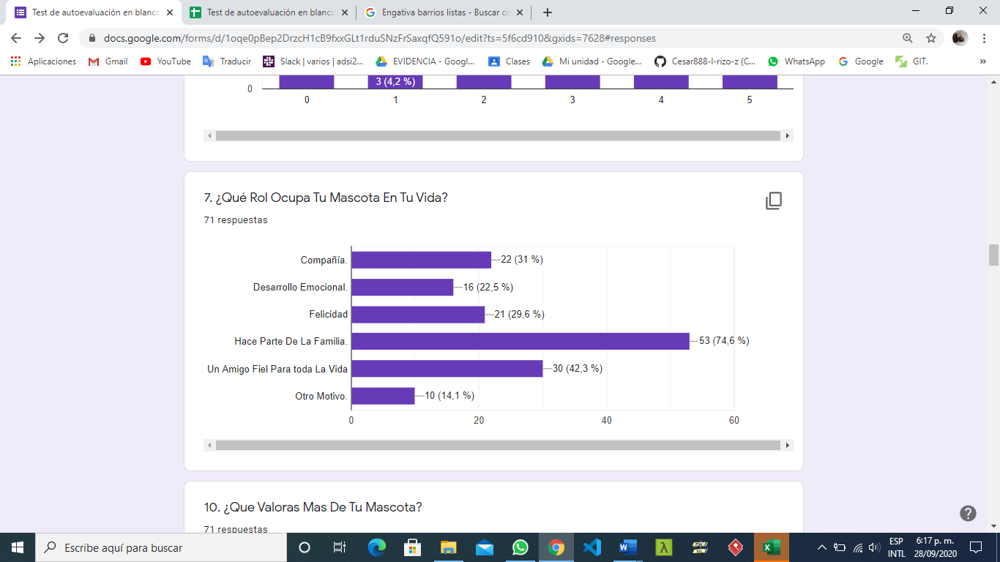 Test de autoevaluación en blanco
Test de autoevaluación en blanco
Engativa barrios listas - Buscar co
docs.google.com/forms/d/1oqe0pBep2DrzcH1cB9fxxGLt1rduSNzFrSaxqfQ591o/edit?ts=5f6cd910&gxids=7628#responses
Aplicaciones
Gmail
YouTube
Traducir
Slack | varios | adsi2...
EVIDENCIA - Googl...
Clases
Mi unidad - Google...
Cesar888-I-rizo-z (C...
WhatsApp
Google
GIT.
»
3 (4,2 %)
0
0 1 2 3 4 5
7. ¿Qué Rol Ocupa Tu Mascota En Tu Vida?
71 respuestas
Compañía. 22 (31 %)
Desarrollo Emocional. 16 (22,5 %)
Felicidad 21 (29,6 %)
Hace Parte De La Familia. 53 (74,6 %)
Un Amigo Fiel Para toda La Vida 30 (42,3 %)
Otro Motivo. 10 (14,1 %)
0 20 40 60
10. ¿Que Valoras Mas De Tu Mascota?
71 respuestas
Escribe aquí para buscar
ESP
INTL
6:17 p. m.
28/09/2020